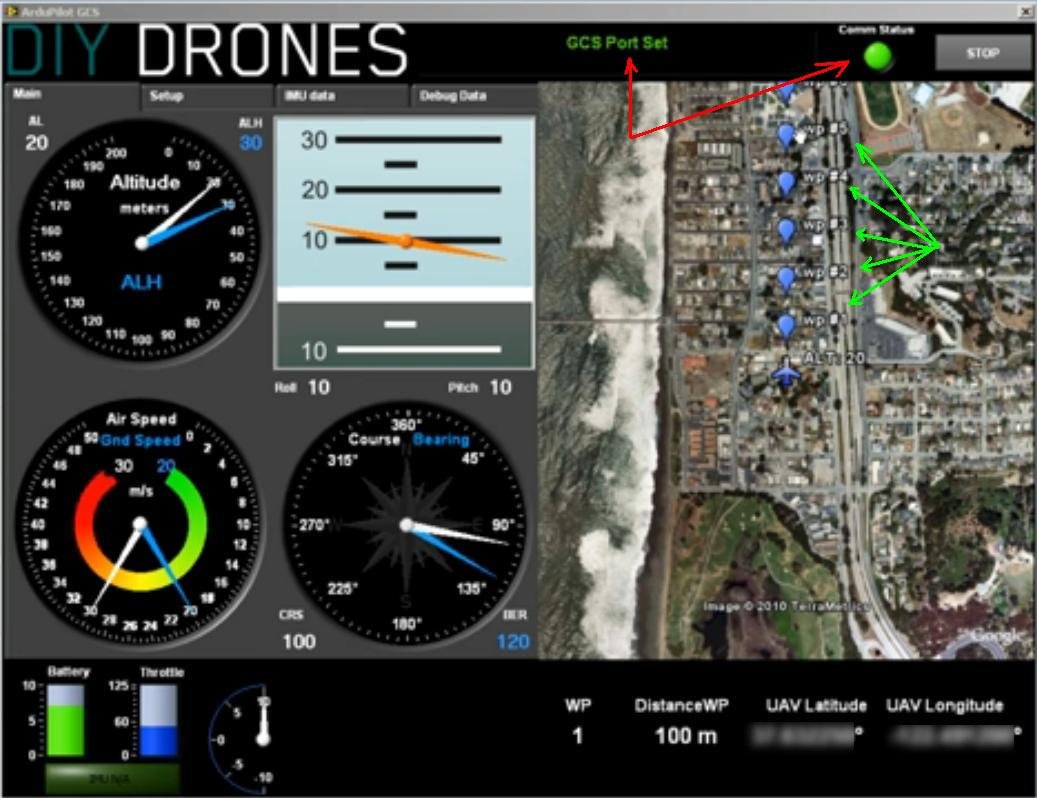 ArduPilot GCS
DIY DRONES
GCS Port Set
Comm Status
STOP
Main
Setup
IMU data
Debug Data
AL
20
ALH
30
Altitude
meters
ALH
0
10
20
30
40
50
60
70
80
90
100
110
120
130
140
150
160
170
180
190
200
30
20
10
10
Roll 10
Pitch 10
Air Speed
Gnd Speed
30 20
m/s
0
2
4
6
8
10
12
14
16
18
20
22
24
26
28
30
32
34
36
38
40
42
44
46
48
50
Course Bearing
360°
45°
90°
135°
180°
225°
270°
315°
N
E
S
W
CRS
100
BER
120
wp #5
wp #4
wp #3
wp #2
wp #
ALT: 20
Image © 2010 TerraMetrics
Google
Battery
10
5
0
Throttle
125
60
0
IMU N/A
10
5
-0
-5
-10
WP
1
DistanceWP
100 m
UAV Latitude
°
UAV Longitude
°